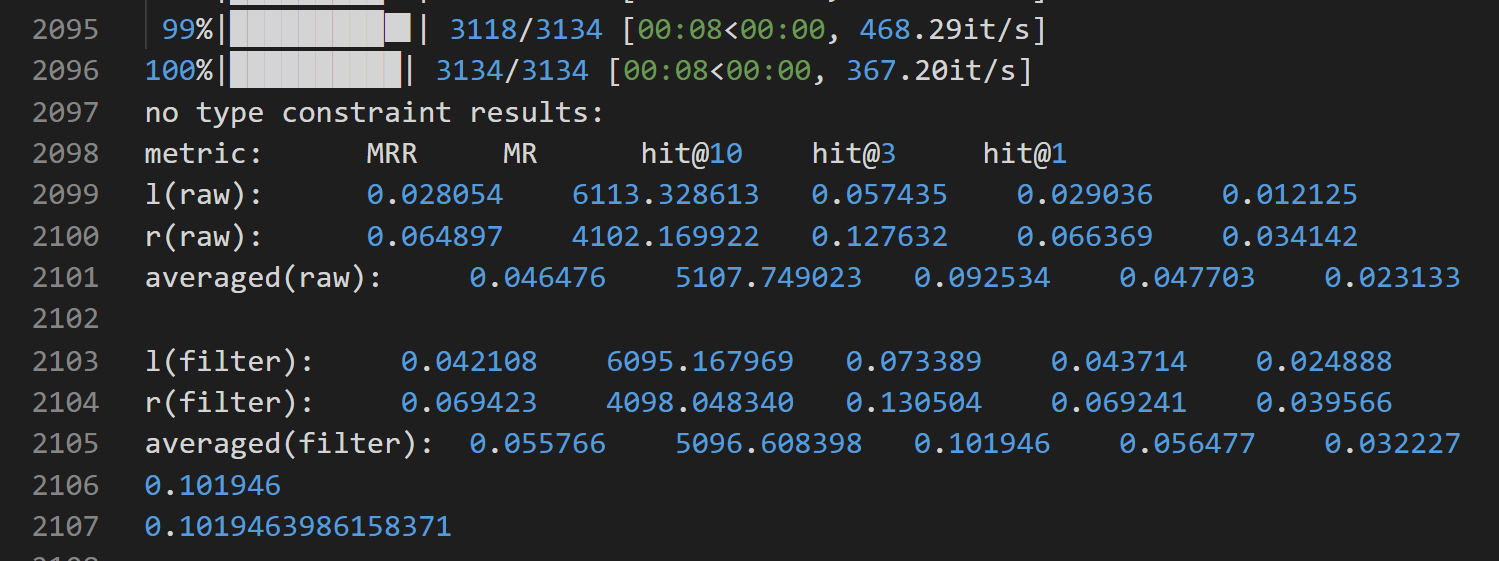 2095 99%|█████████▉| 3118/3134 [00:08<00:00, 468.29it/s]
2096 100%|██████████| 3134/3134 [00:08<00:00, 367.20it/s]
2097 no type constraint results:
2098 metric: MRR MR hit@10 hit@3 hit@1
2099 l(raw): 0.028054 6113.328613 0.057435 0.029036 0.012125
2100 r(raw): 0.064897 4102.169922 0.127632 0.066369 0.034142
2101 averaged(raw): 0.046476 5107.749023 0.092534 0.047703 0.023133
2102
2103 l(filter): 0.042108 6095.167969 0.073389 0.043714 0.024888
2104 r(filter): 0.069423 4098.048340 0.130504 0.069241 0.039566
2105 averaged(filter): 0.055766 5096.608398 0.101946 0.056477 0.032227
2106 0.101946
2107 0.1019463986158371